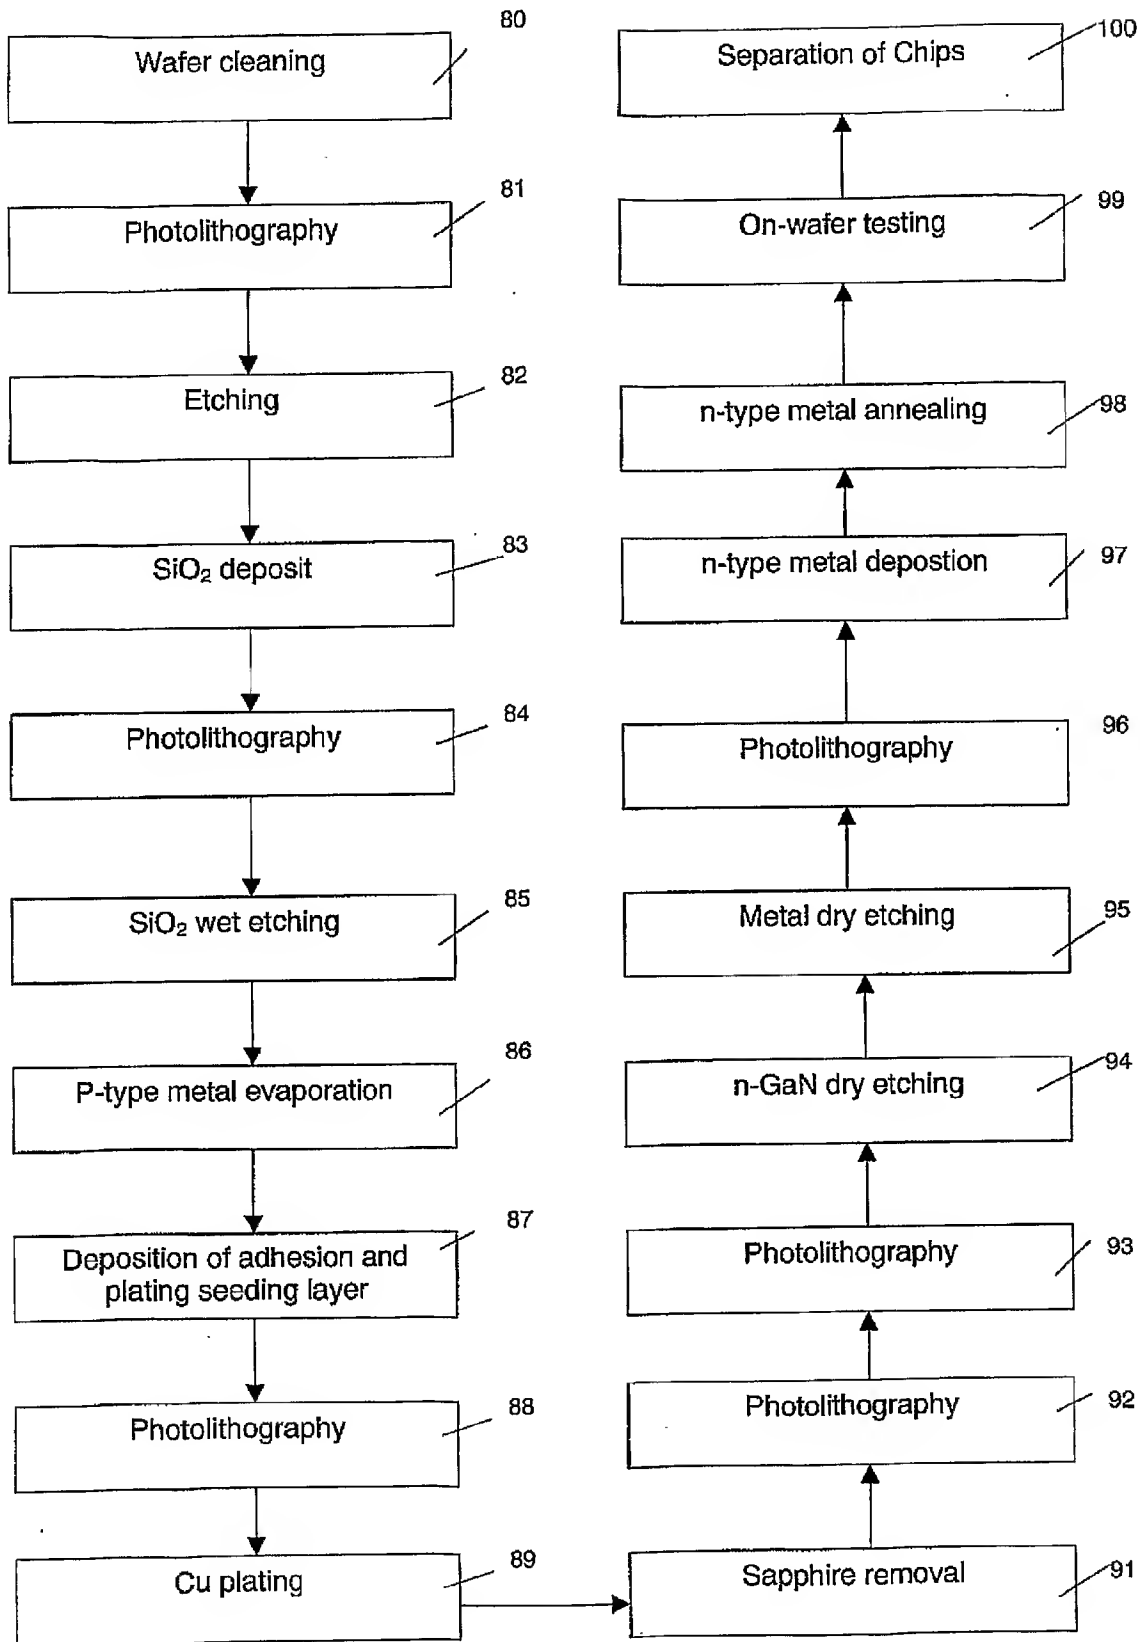 80
Wafer cleaning
81
Photolithography
82
Etching
83
SiO₂ deposit
84
Photolithography
85
SiO₂ wet etching
86
P-type metal evaporation
87
Deposition of adhesion and
plating seeding layer
88
Photolithography
89
Cu plating
91
Sapphire removal
92
Photolithography
93
Photolithography
94
n-GaN dry etching
95
Metal dry etching
96
Photolithography
97
n-type metal depostion
98
n-type metal annealing
99
On-wafer testing
100
Separation of Chips